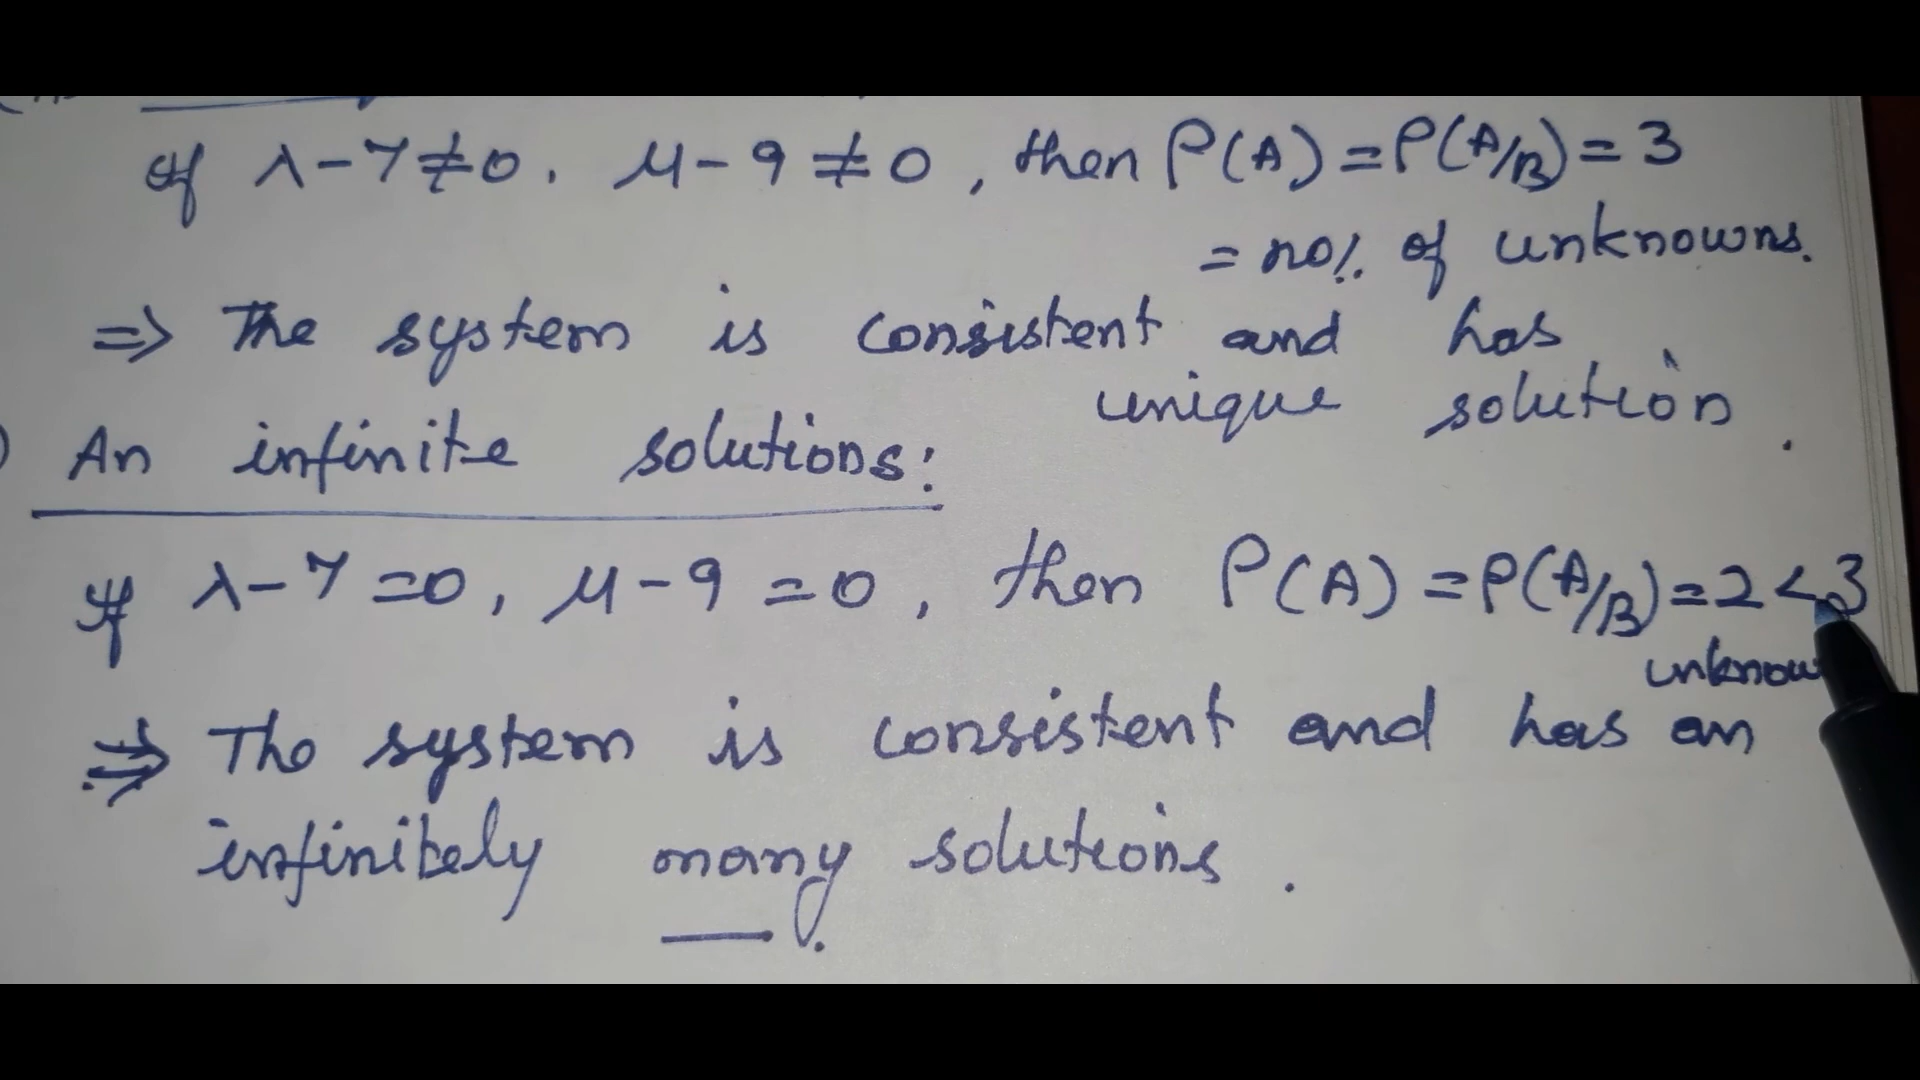 If λ-7≠0, μ-9≠0, then ρ(A)=ρ(A/B)=3
= no/. of unknowns.
⇒ The system is consistent and has
unique solution.
) An infinite solutions:
If λ-7=0, μ-9=0, then ρ(A)=ρ(A/B)=2<3
⇒ The system is consistent and has an
infinitely many solutions.